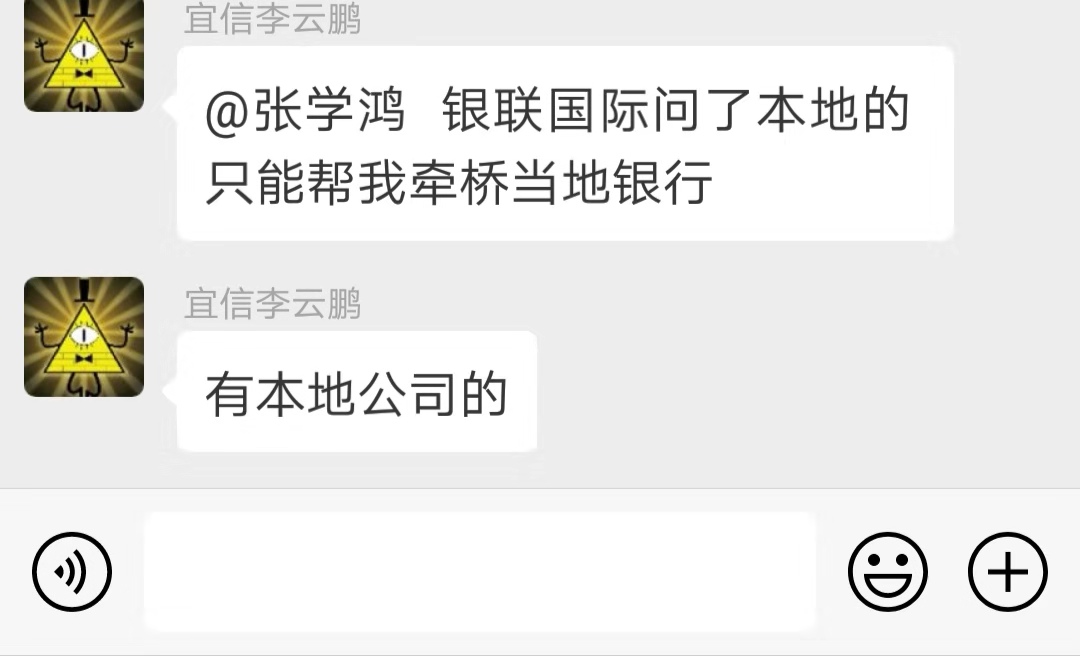 宜信李云鹏
@张学鸿 银联国际问了本地的
只能帮我牵桥当地银行
宜信李云鹏
有本地公司的